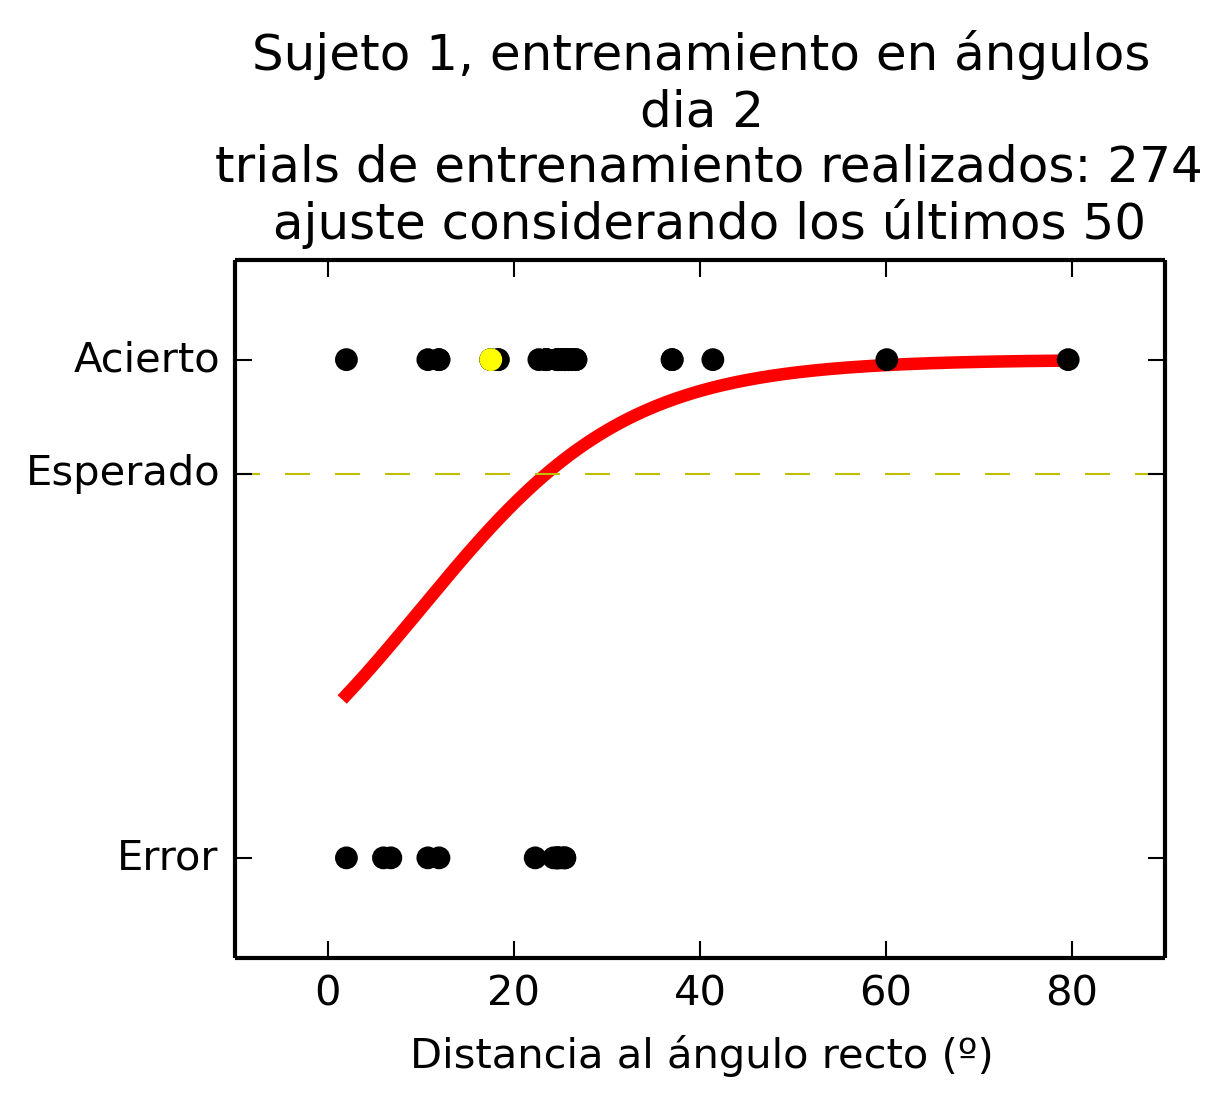 Sujeto 1, entrenamiento en ángulos
dia 2
trials de entrenamiento realizados: 274
ajuste considerando los últimos 50
Acierto
Esperado
Error
0 20 40 60 80
Distancia al ángulo recto (º)